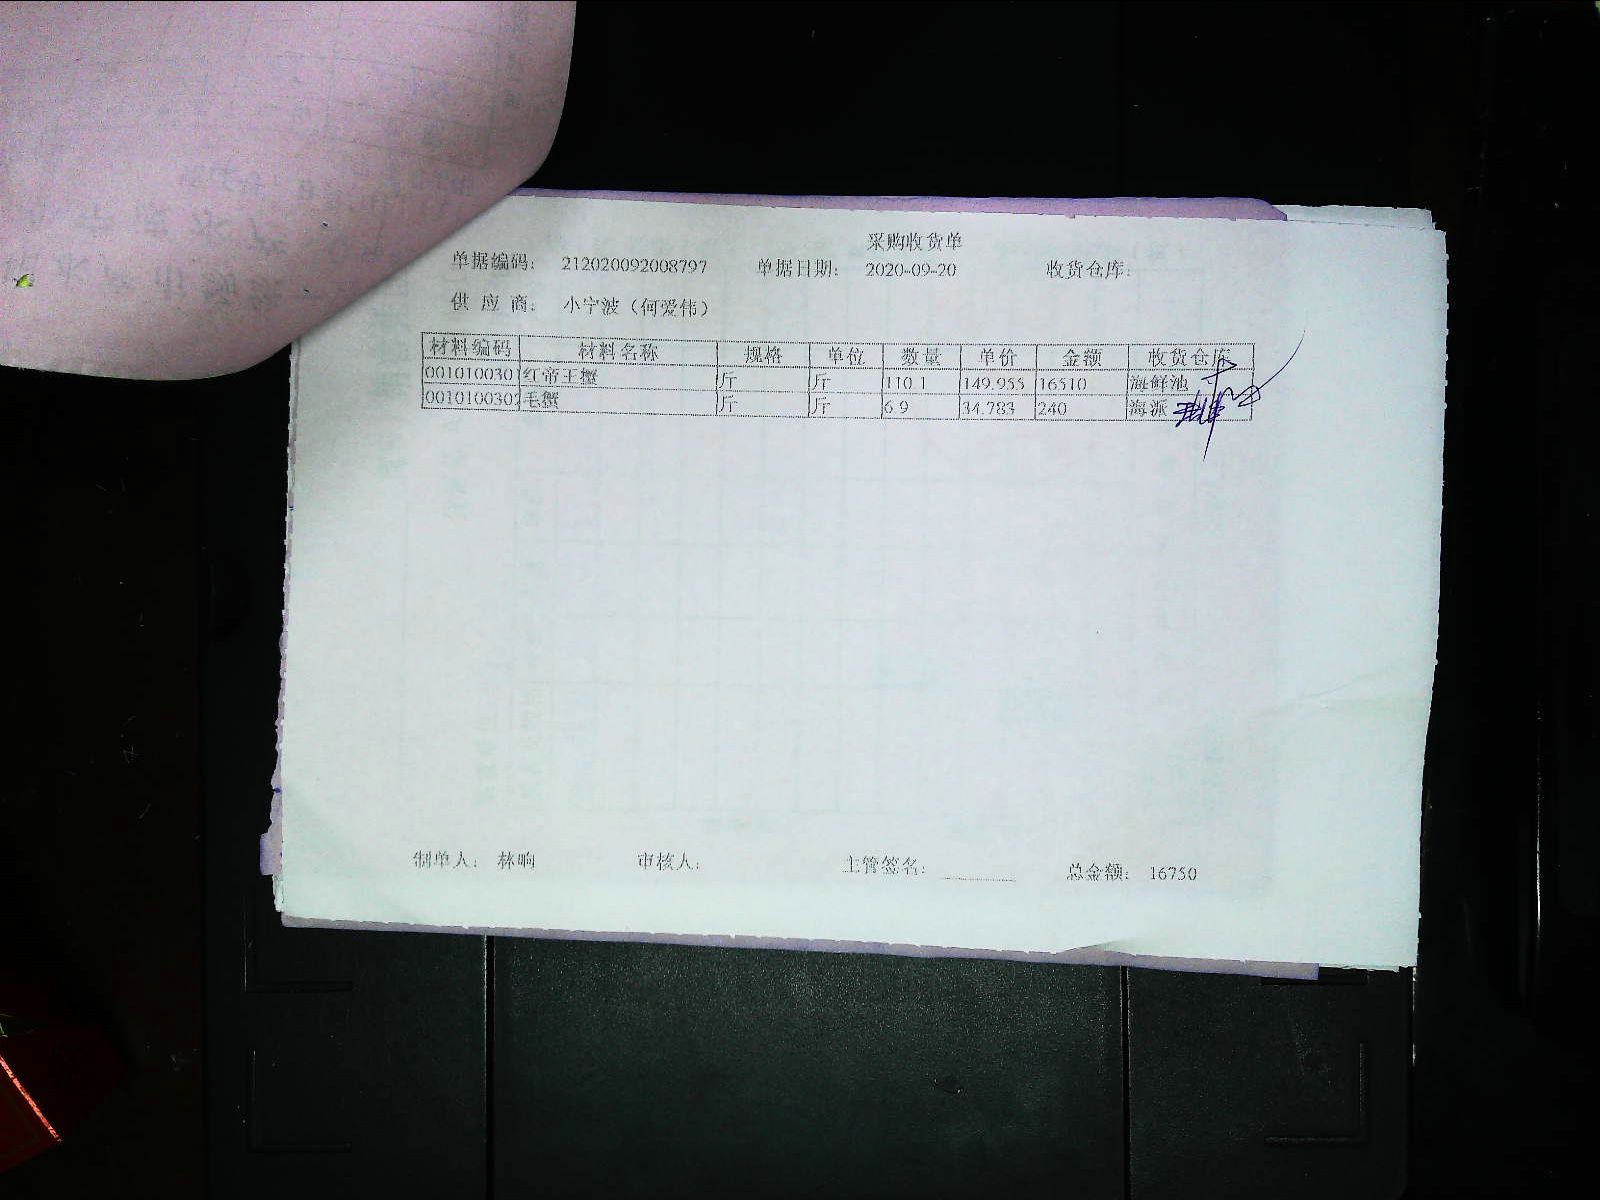 采购收货单
单据编码: 212020092008797 单据日期: 2020-09-20 收货仓库:
供 应 商: 小宁波（何爱伟）
材料编码 材料名称 规格 单位 数量 单价 金额 收货仓库
0010100301 红帝王蟹 斤 斤 110.1 149.955 16510 海鲜池
001010030 毛蟹 斤 斤 6.9 34.783 240 海派
制单人: 林响 审核人: 主管签名: 总金额: 16750